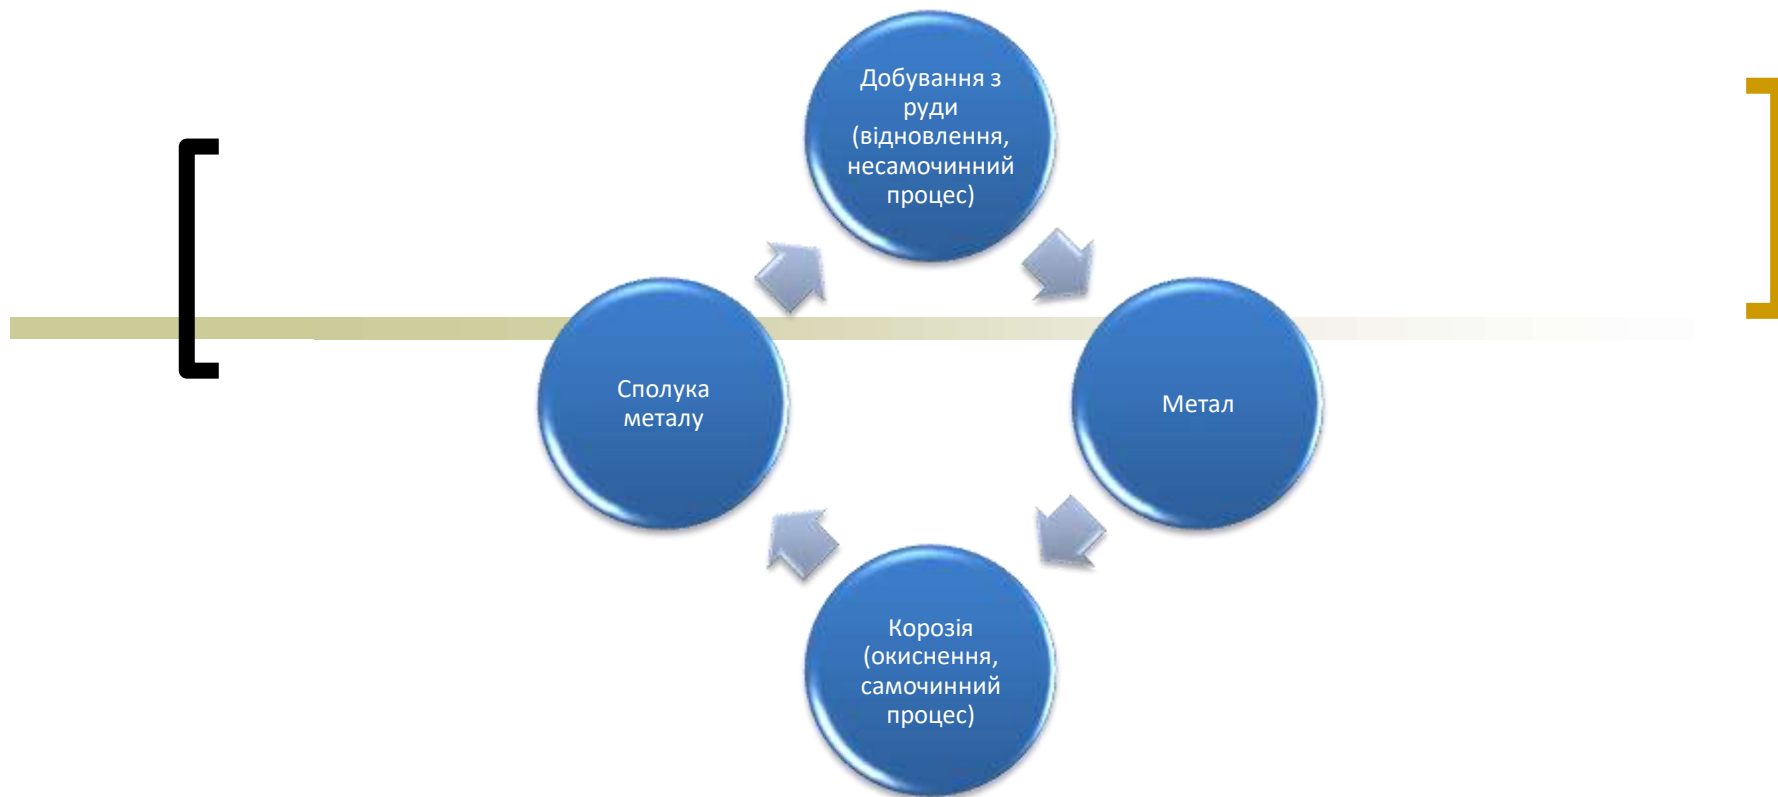 Добування з
руди
(відновлення,
несамочинний
процес)
Сполука
металу
Метал
Корозія
(окиснення,
самочинний
процес)